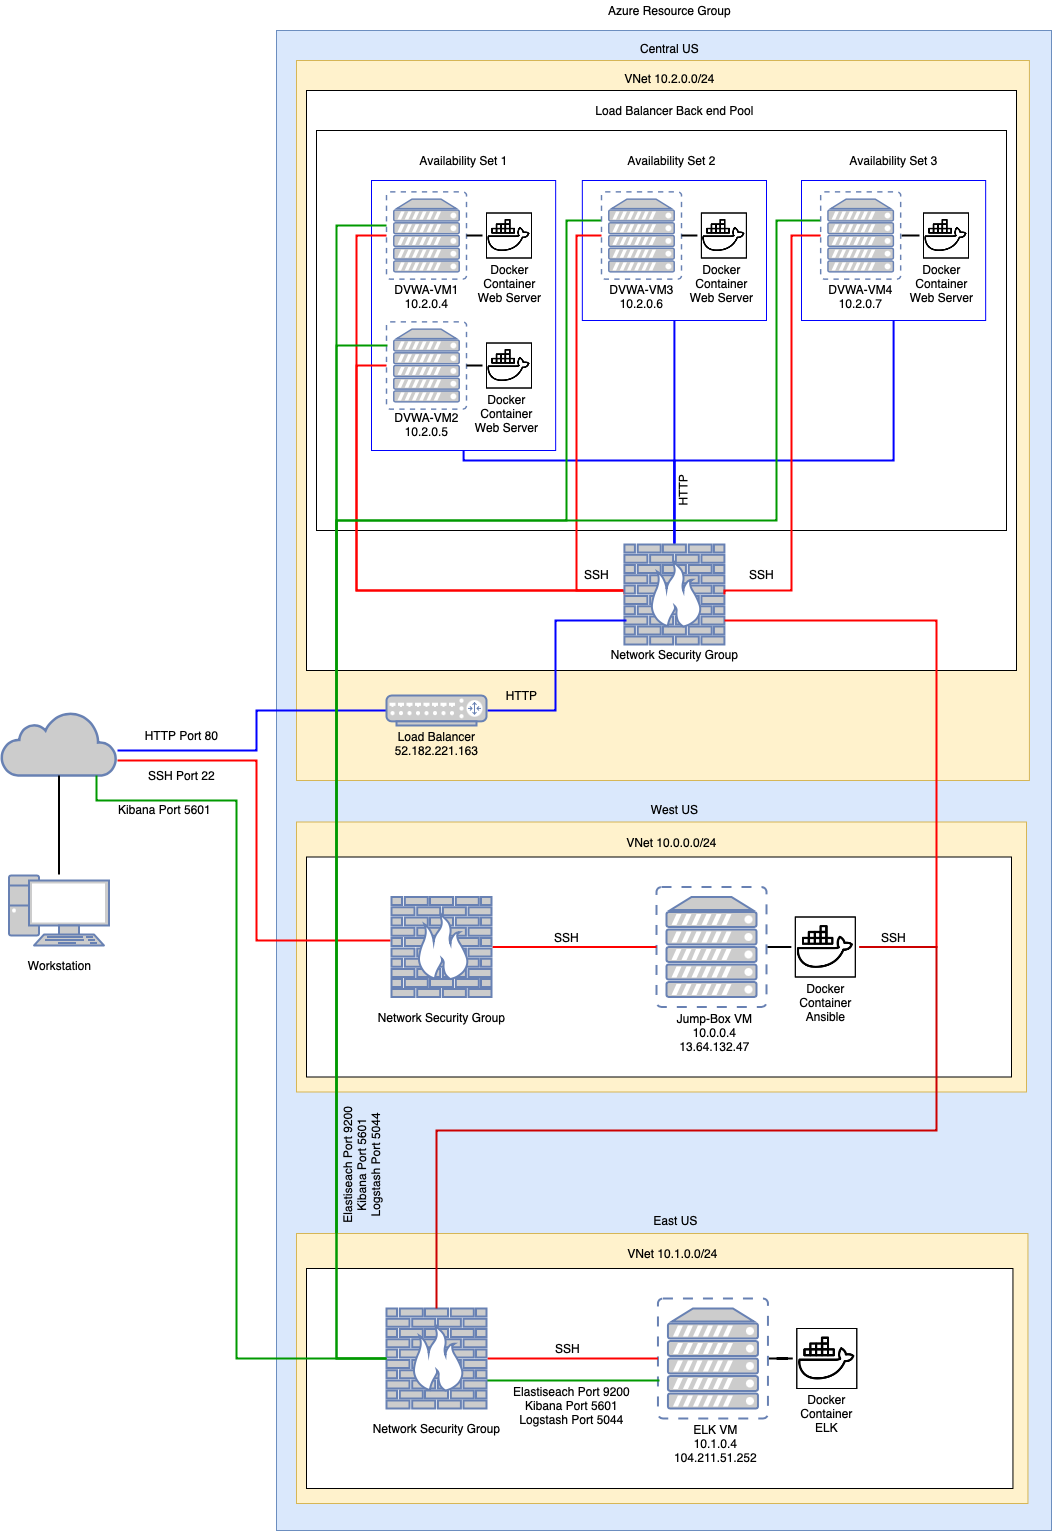 Azure Resource Group
Central US
VNet 10.2.0.0/24
Load Balancer Back end Pool
Availability Set 1
Availability Set 2
Availability Set 3
DVWA-VM1
10.2.0.4
Docker
Container
Web Server
DVWA-VM3
10.2.0.6
Docker
Container
Web Server
DVWA-VM4
10.2.0.7
Docker
Container
Web Server
DVWA-VM2
10.2.0.5
Docker
Container
Web Server
HTTP
SSH
SSH
Network Security Group
HTTP
Load Balancer
52.182.221.163
HTTP Port 80
SSH Port 22
Kibana Port 5601
Workstation
West US
VNet 10.0.0.0/24
SSH
SSH
Network Security Group
Jump-Box VM
10.0.0.4
13.64.132.47
Docker
Container
Ansible
Elastiseach Port 9200
Kibana Port 5601
Logstash Port 5044
East US
VNet 10.1.0.0/24
SSH
Elastiseach Port 9200
Kibana Port 5601
Logstash Port 5044
Network Security Group
ELK VM
10.1.0.4
104.211.51.252
Docker
Container
ELK